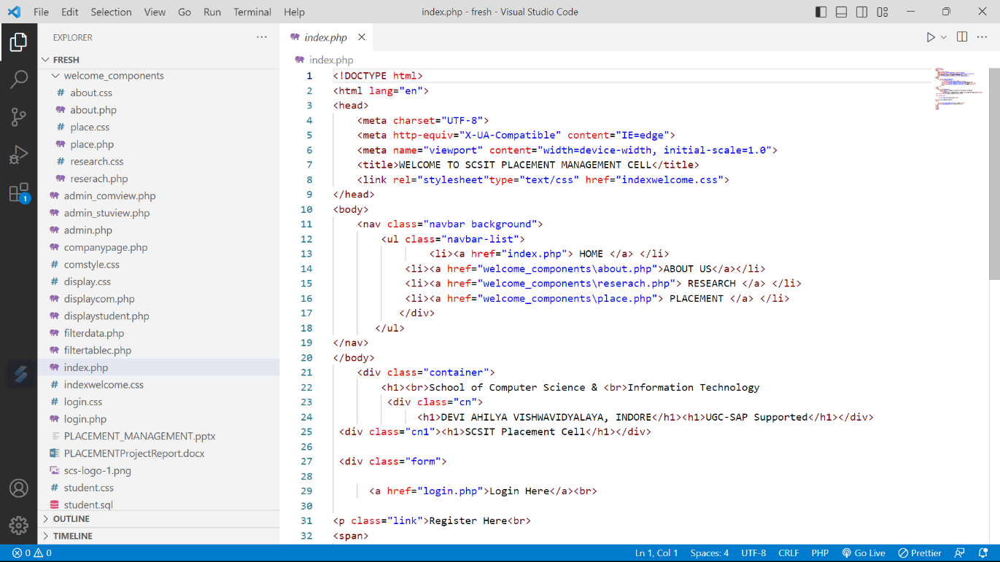 File Edit Selection View Go Run Terminal Help
index.php - fresh - Visual Studio Code
EXPLORER
FRESH
welcome_components
# about.css
about.php
# place.css
place.php
# research.css
reserach.php
admin_comview.php
admin_stuview.php
admin.php
companypage.php
# comstyle.css
# display.css
displaycom.php
displaystudent.php
filterdata.php
filtertablec.php
index.php
# indexwelcome.css
# login.css
login.php
PLACEMENT_MANAGEMENT.pptx
PLACEMENTProjectReport.docx
scs-logo-1.png
# student.css
student.sql
OUTLINE
TIMELINE
1
index.php
index.php
1 <!DOCTYPE html>
2 <html lang="en">
3 <head>
4 <meta charset="UTF-8">
5 <meta http-equiv="X-UA-Compatible" content="IE=edge">
6 <meta name="viewport" content="width=device-width, initial-scale=1.0">
7 <title>WELCOME TO SCSIT PLACEMENT MANAGEMENT CELL</title>
8 <link rel="stylesheet"type="text/css" href="indexwelcome.css">
9 </head>
10 <body>
11 <nav class="navbar background">
12 <ul class="navbar-list">
13 <li><a href="index.php"> HOME </a> </li>
14 <li><a href="welcome_components\about.php">ABOUT US</a></li>
15 <li><a href="welcome_components\reserach.php"> RESEARCH </a> </li>
16 <li><a href="welcome_components\place.php"> PLACEMENT </a> </li>
17 </div>
18 </ul>
19 </nav>
20 </body>
21 <div class="container">
22 <h1><br>School of Computer Science & <br>Information Technology
23 <div class="cn">
24 <h1>DEVI AHILYA VISHWAVIDYALAYA, INDORE</h1><h1>UGC-SAP Supported</h1></div>
25 <div class="cn1"><h1>SCSIT Placement Cell</h1></div>
26
27 <div class="form">
28
29 <a href="login.php">Login Here</a><br>
30
31 <p class="link">Register Here<br>
32 <span>
0 0
Ln 1, Col 1 Spaces: 4 UTF-8 CRLF PHP Go Live Prettier